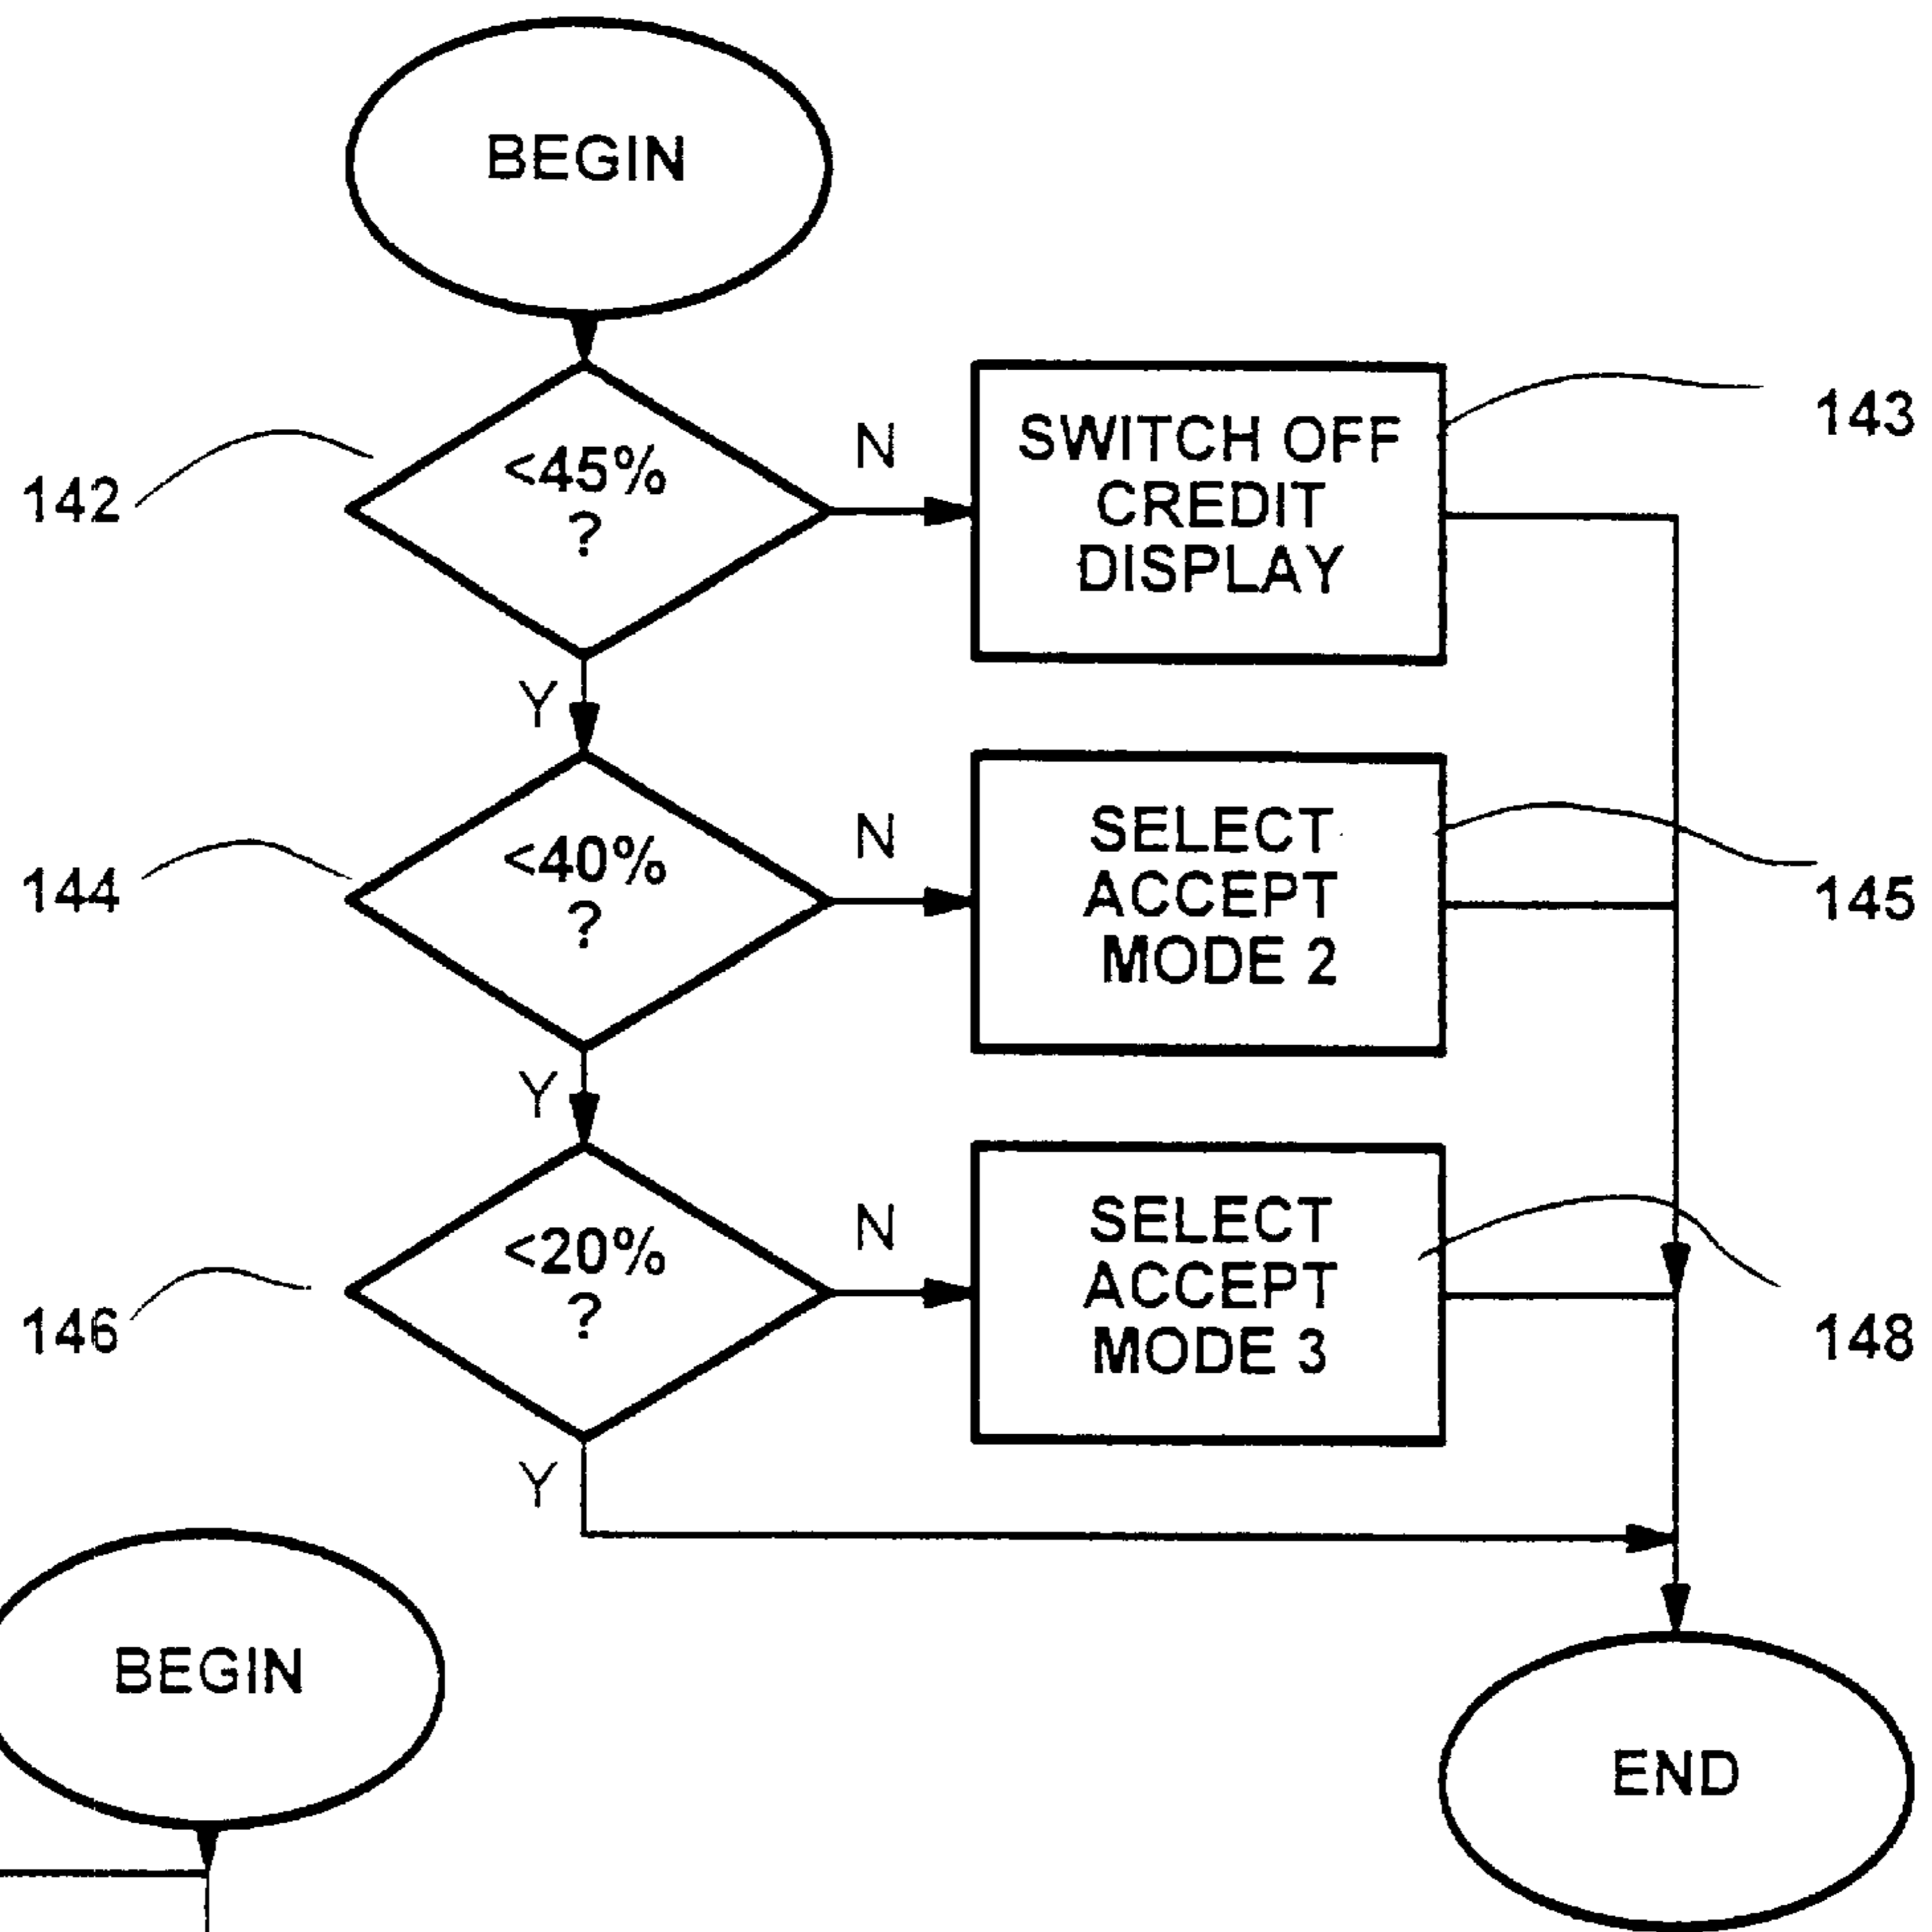 BEGIN
142
<45%
?
N
SWITCH OFF
CREDIT
DISPLAY
143
Y
144
<40%
?
N
SELECT
ACCEPT
MODE 2
145
Y
146
<20%
?
N
SELECT
ACCEPT
MODE 3
148
Y
BEGIN
END